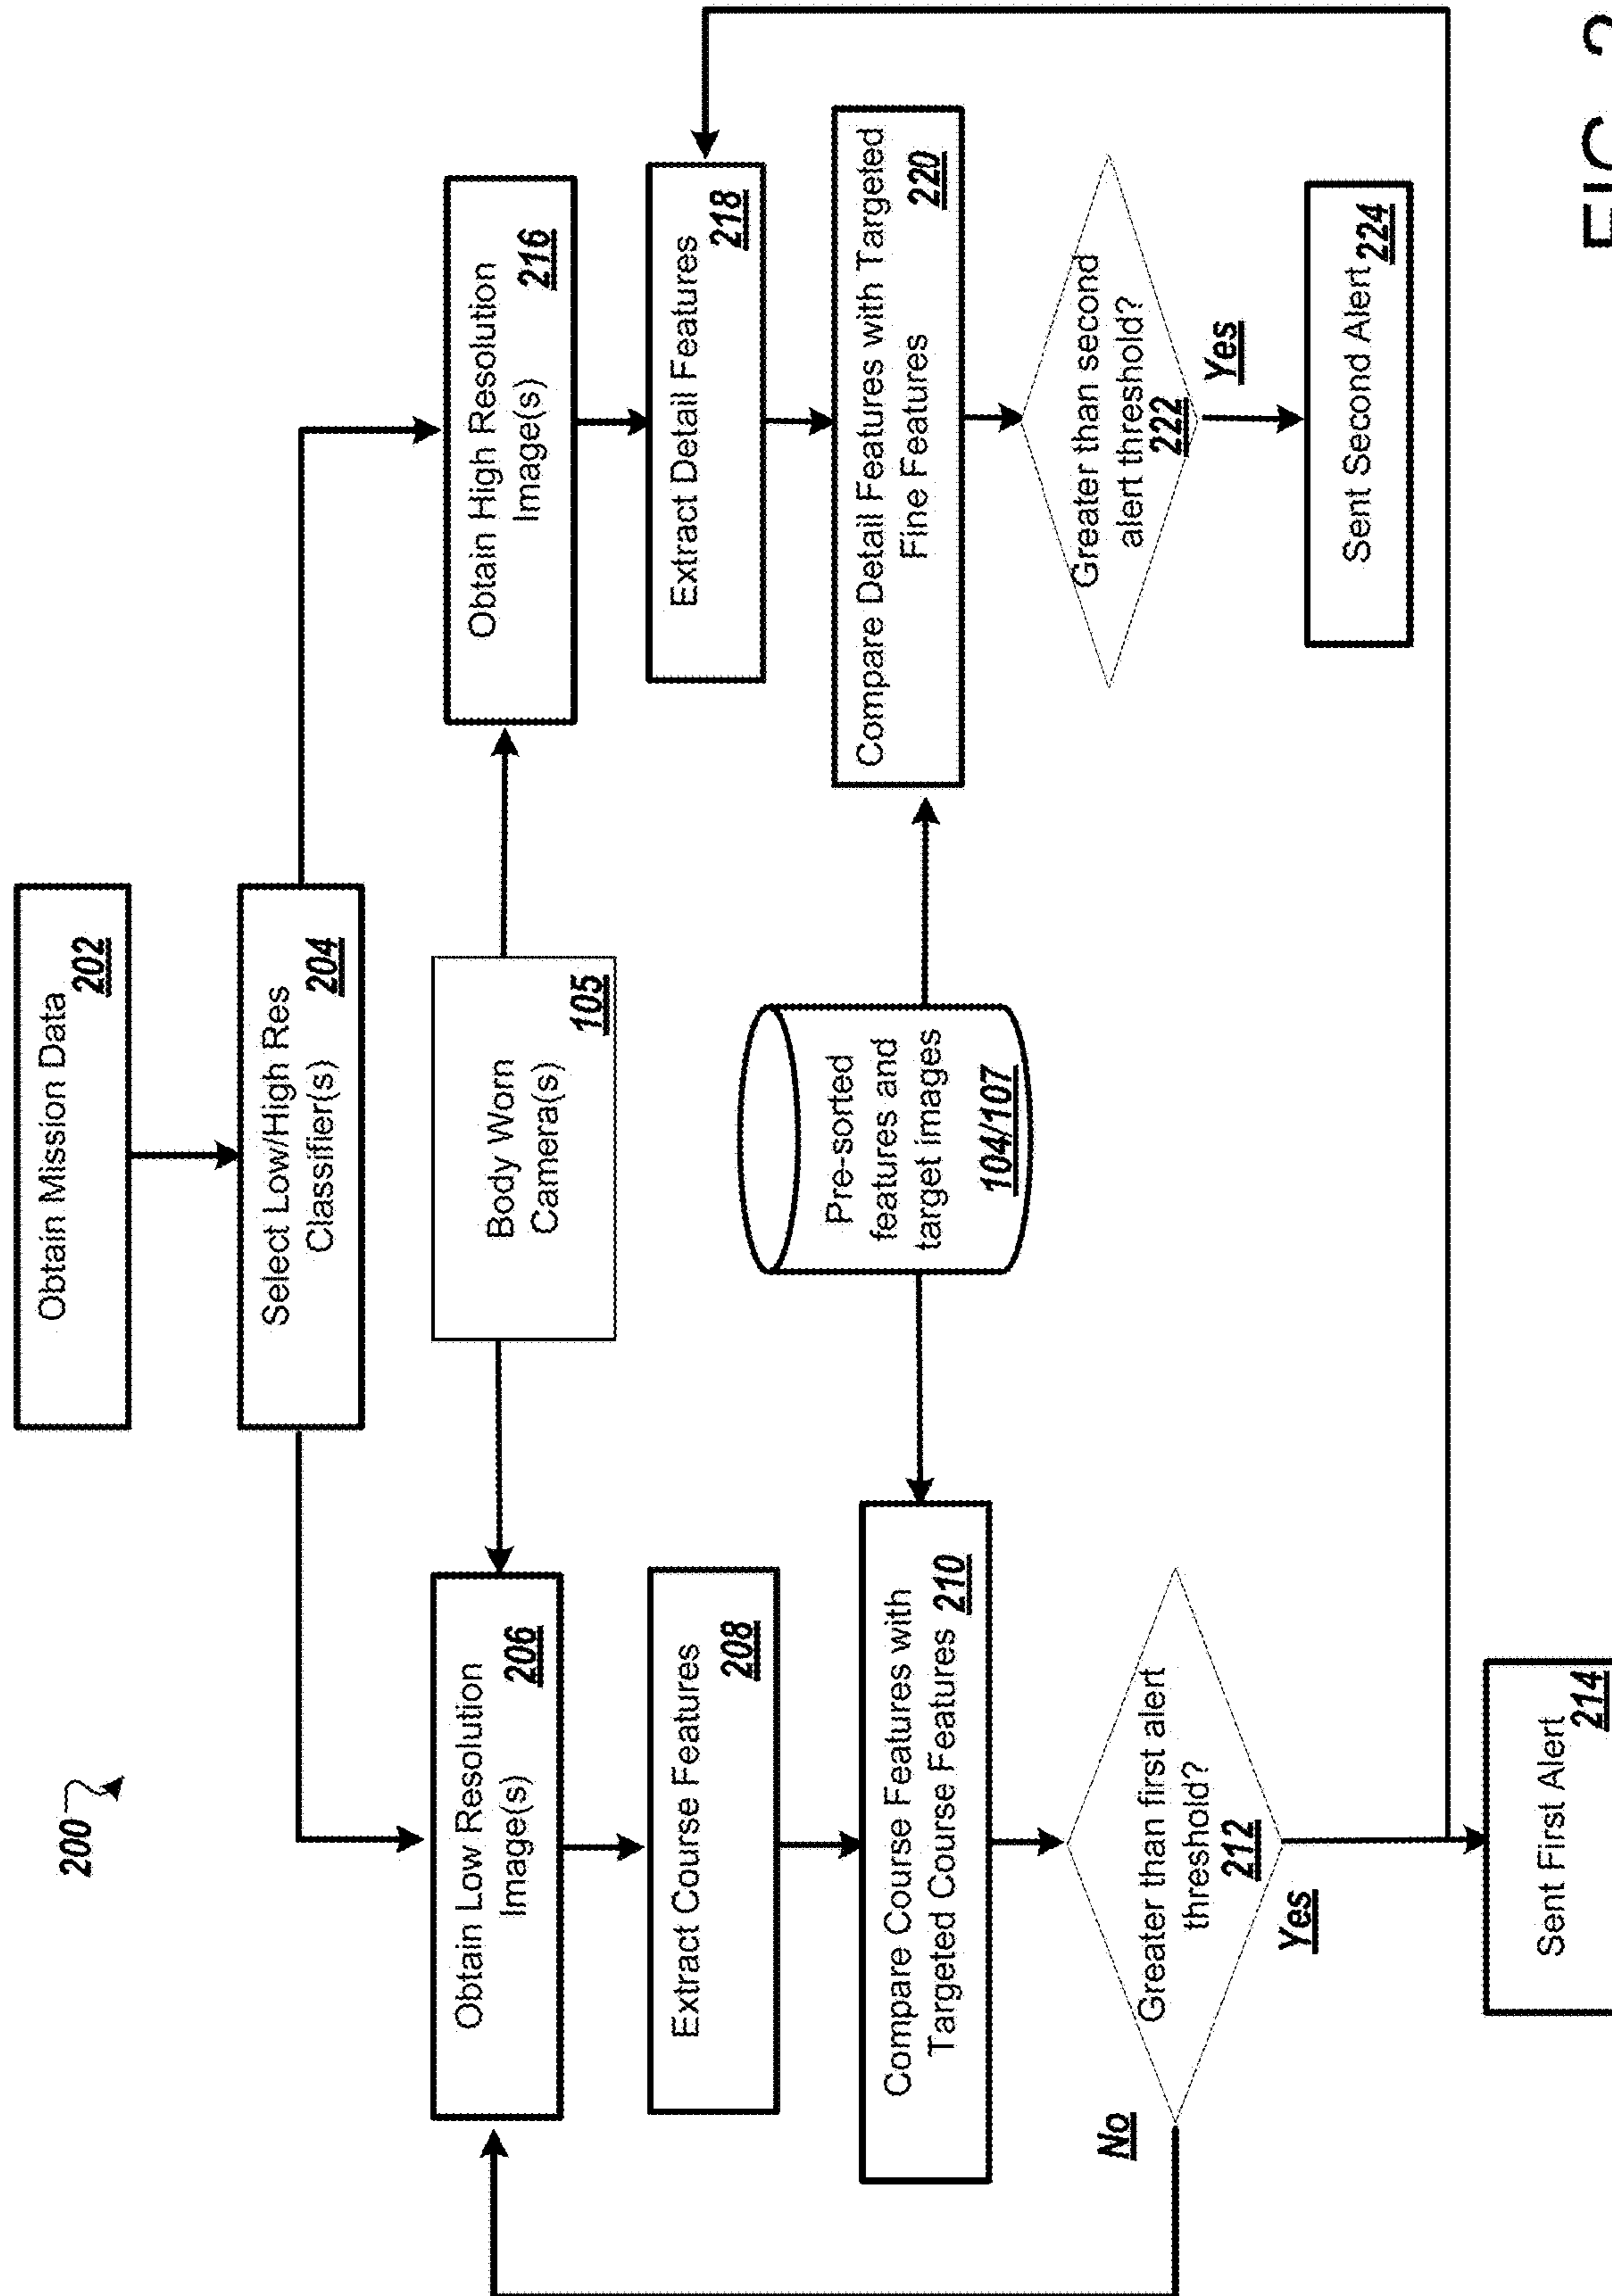 200
Obtain Mission Data
202
Select Low/High Res
Classifier(s)
204
Obtain Low Resolution
Image(s)
206
Body Worn
Camera(s)
105
Obtain High Resolution
Image(s)
216
Extract Course Features
208
Extract Detail Features
218
Compare Course Features with
Targeted Course Features 210
Pre-sorted
features and
target images
104/107
Compare Detail Features with Targeted
Fine Features
220
Greater than first alert
threshold?
212
No
Yes
Greater than second
alert threshold?
222
Yes
Sent First Alert
214
Sent Second Alert
224